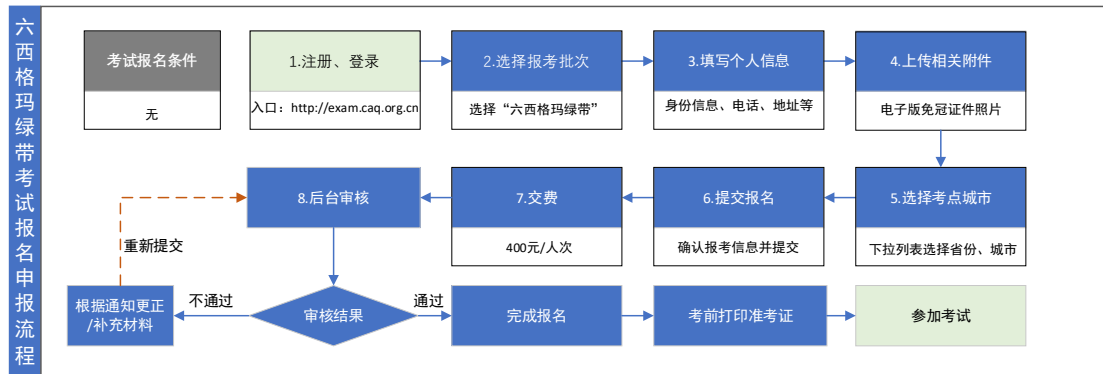 六西格玛绿带考试报名申报流程
考试报名条件
无
1.注册、登录
入口：http://exam.caq.org.cn
2.选择报考批次
选择“六西格玛绿带”
3.填写个人信息
身份信息、电话、地址等
4.上传相关附件
电子版免冠证件照片
5.选择考点城市
下拉列表选择省份、城市
6.提交报名
确认报考信息并提交
7.交费
400元/人次
8.后台审核
重新提交
根据通知更正
/补充材料
不通过
审核结果
通过
完成报名
考前打印准考证
参加考试